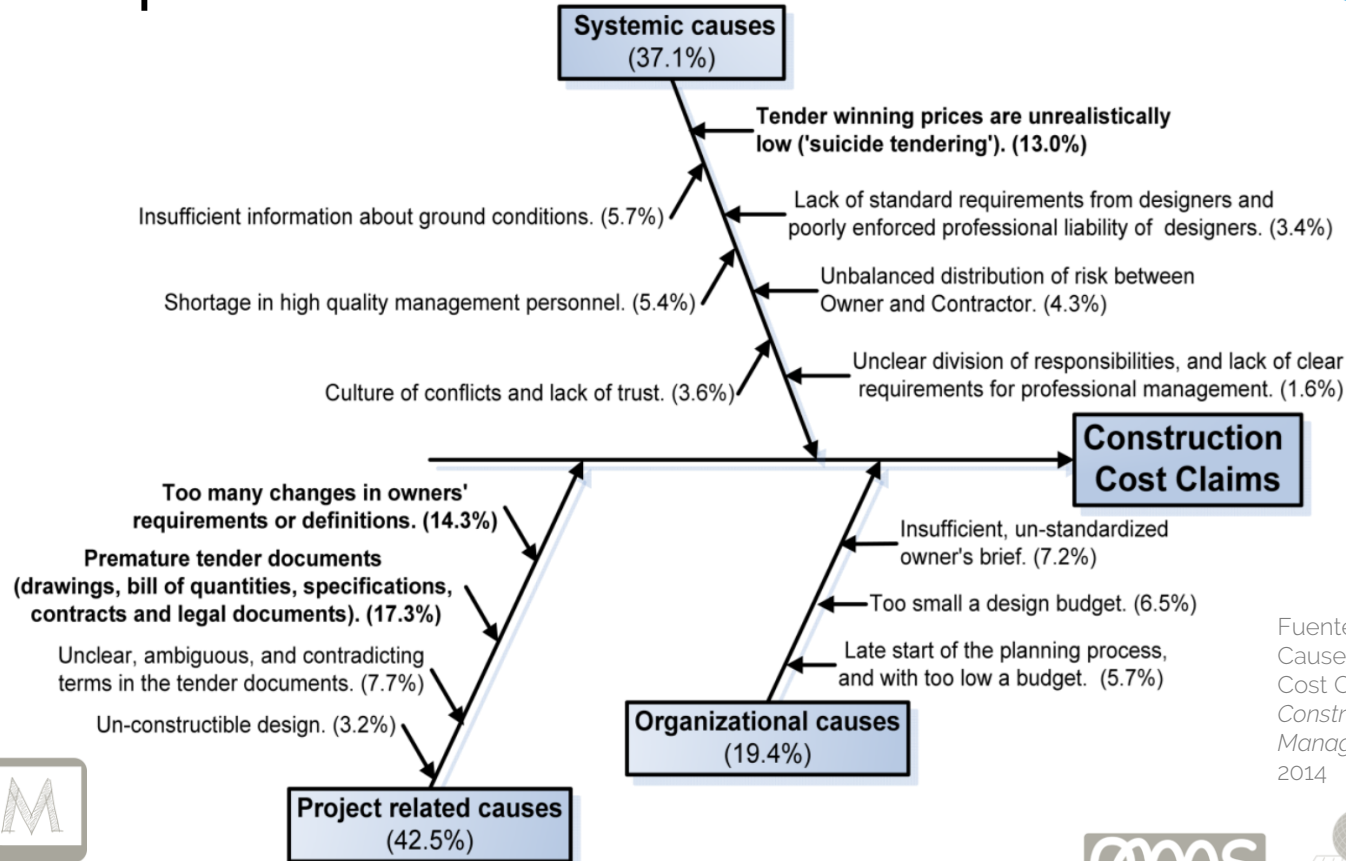 Systemic causes
(37.1%)
Tender winning prices are unrealistically
low ('suicide tendering'). (13.0%)
Insufficient information about ground conditions. (5.7%)
Lack of standard requirements from designers and
poorly enforced professional liability of designers. (3.4%)
Shortage in high quality management personnel. (5.4%)
Unbalanced distribution of risk between
Owner and Contractor. (4.3%)
Culture of conflicts and lack of trust. (3.6%)
Unclear division of responsibilities, and lack of clear
requirements for professional management. (1.6%)
Construction
Cost Claims
Too many changes in owners'
requirements or definitions. (14.3%)
Premature tender documents
(drawings, bill of quantities, specifications,
contracts and legal documents). (17.3%)
Unclear, ambiguous, and contradicting
terms in the tender documents. (7.7%)
Un-constructible design. (3.2%)
Project related causes
(42.5%)
Insufficient, un-standardized
owner's brief. (7.2%)
Too small a design budget. (6.5%)
Late start of the planning process,
and with too low a budget. (5.7%)
Organizational causes
(19.4%)
Fuente
Cause
Cost C
Constr
Manag
2014
M